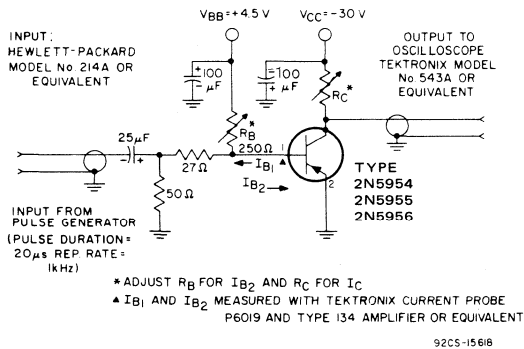 INPUT;
HEWLETT-PACKARD
MODEL No. 214A OR
EQUIVALENT
VBB=+4.5 V
VCC=-30 V
OUTPUT TO
OSCILLOSCOPE
TEKTRONIX MODEL
No. 543A OR
EQUIVALENT
+100
- μF
-100
+ μF
RB*
RC*
25μF
- +
27Ω
250Ω
1
IB1 ▲
IB2
50Ω
2
TYPE
2N5954
2N5955
2N5956
INPUT FROM
PULSE GENERATOR
(PULSE DURATION=
20μs REP. RATE=
1kHz)
*ADJUST RB FOR IB2 AND RC FOR IC
▲ IB1 AND IB2 MEASURED WITH TEKTRONIX CURRENT PROBE
P6019 AND TYPE 134 AMPLIFIER OR EQUIVALENT
92CS-15618